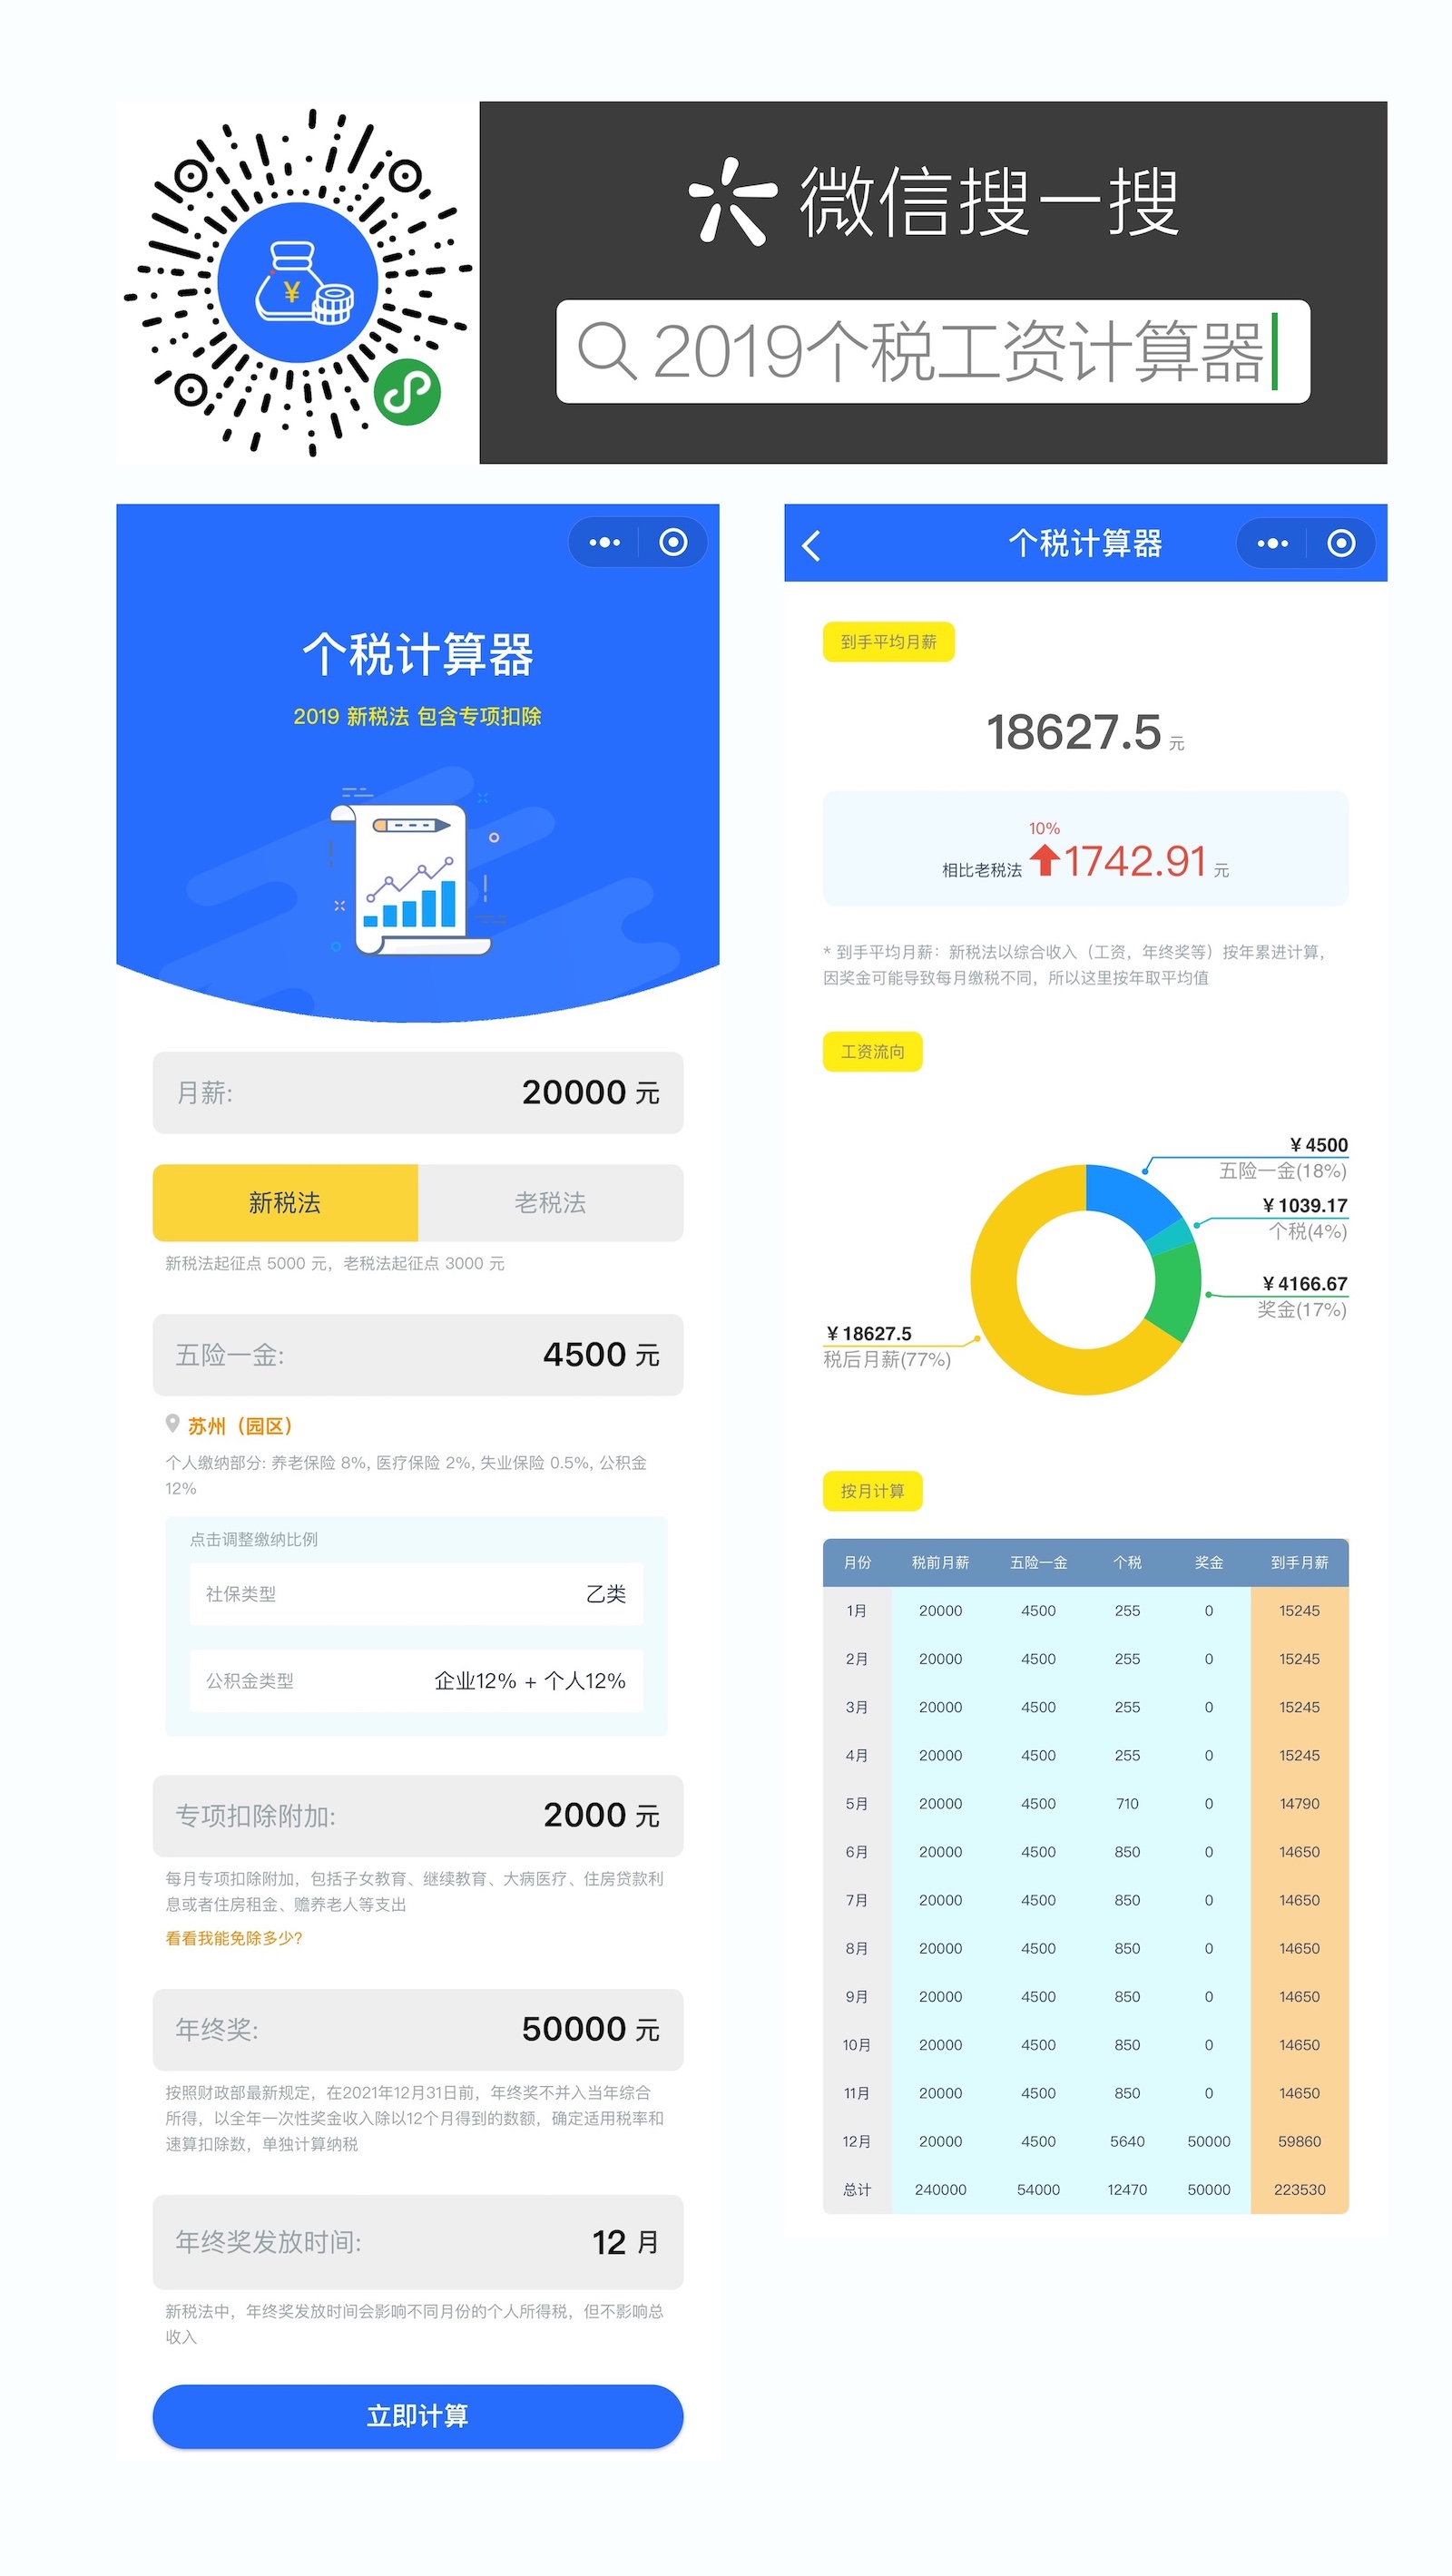 微信搜一搜
2019个税工资计算器
个税计算器
2019 新税法 包含专项扣除
月薪: 20000 元
新税法 老税法
新税法起征点 5000 元，老税法起征点 3000 元
五险一金: 4500 元
苏州（园区）
个人缴纳部分: 养老保险 8%, 医疗保险 2%, 失业保险 0.5%, 公积金
12%
点击调整缴纳比例
社保类型 乙类
公积金类型 企业12% + 个人12%
专项扣除附加: 2000 元
每月专项扣除附加，包括子女教育、继续教育、大病医疗、住房贷款利
息或者住房租金、赡养老人等支出
看看我能免除多少?
年终奖: 50000 元
按照财政部最新规定，在2021年12月31日前，年终奖不并入当年综合
所得，以全年一次性奖金收入除以12个月得到的数额，确定适用税率和
速算扣除数，单独计算纳税
年终奖发放时间: 12 月
新税法中，年终奖发放时间会影响不同月份的个人所得税，但不影响总
收入
立即计算
个税计算器
到手平均月薪
18627.5 元
10%
相比老税法 1742.91 元
* 到手平均月薪：新税法以综合收入（工资，年终奖等）按年累进计算，
因奖金可能导致每月缴税不同，所以这里按年取平均值
工资流向
¥ 4500
五险一金(18%)
¥ 1039.17
个税(4%)
¥ 4166.67
奖金(17%)
¥ 18627.5
税后月薪(77%)
按月计算
月份 税前月薪 五险一金 个税 奖金 到手月薪
1月 20000 4500 255 0 15245
2月 20000 4500 255 0 15245
3月 20000 4500 255 0 15245
4月 20000 4500 255 0 15245
5月 20000 4500 710 0 14790
6月 20000 4500 850 0 14650
7月 20000 4500 850 0 14650
8月 20000 4500 850 0 14650
9月 20000 4500 850 0 14650
10月 20000 4500 850 0 14650
11月 20000 4500 850 0 14650
12月 20000 4500 5640 50000 59860
总计 240000 54000 12470 50000 223530